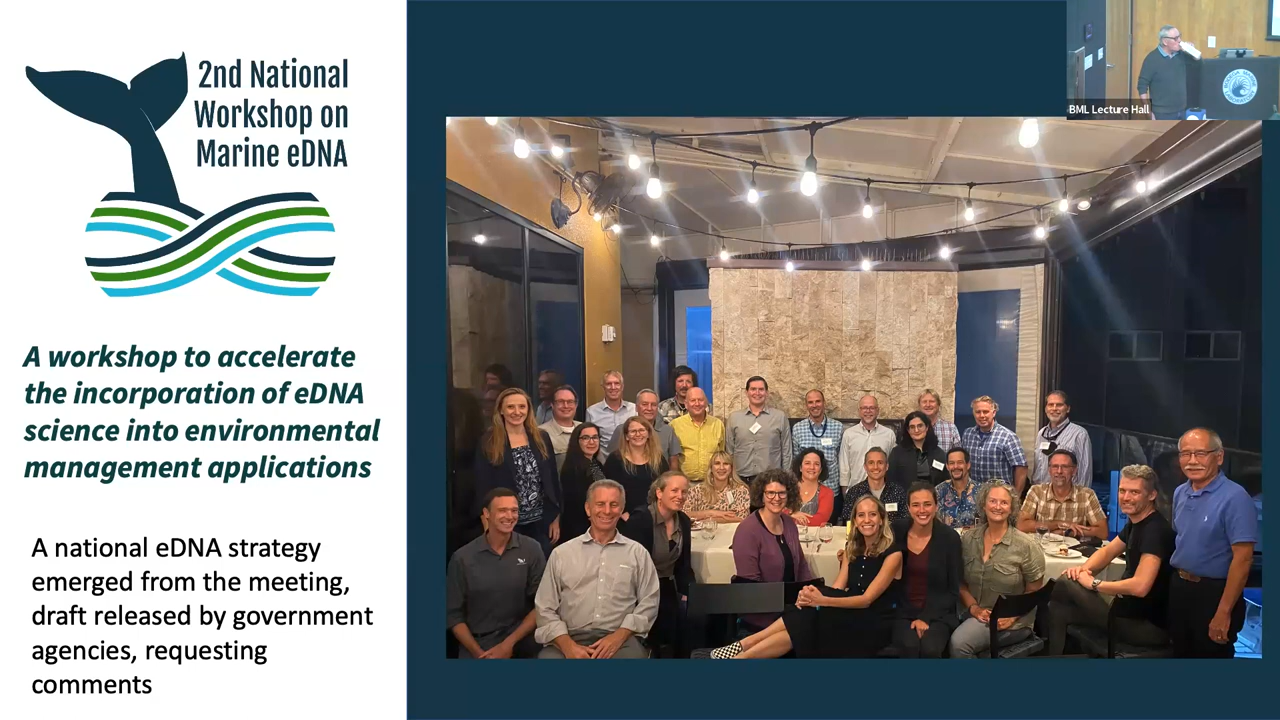 2nd National
Workshop on
Marine eDNA
A workshop to accelerate
the incorporation of eDNA
science into environmental
management applications
A national eDNA strategy
emerged from the meeting,
draft released by government
agencies, requesting
comments
BML Lecture Hall